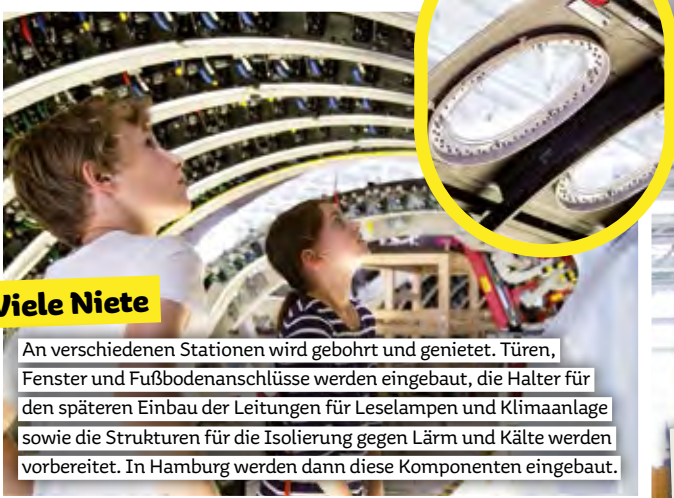 Viele Niete
An verschiedenen Stationen wird gebohrt und genietet. Türen,
Fenster und Fußbodenanschlüsse werden eingebaut, die Halter für
den späteren Einbau der Leitungen für Leselampen und Klimaanlage
sowie die Strukturen für die Isolierung gegen Lärm und Kälte werden
vorbereitet. In Hamburg werden dann diese Komponenten eingebaut.